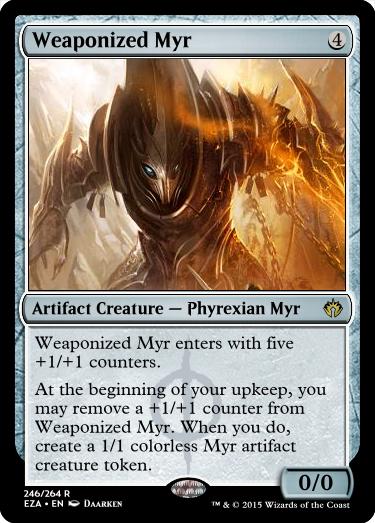 Weaponized Myr 4
Artifact Creature — Phyrexian Myr
Weaponized Myr enters with five
+1/+1 counters.
At the beginning of your upkeep, you
may remove a +1/+1 counter from
Weaponized Myr. When you do,
create a 1/1 colorless Myr artifact
creature token.
0/0
246/264 R
EZA • EN DAARKEN
™ & © 2015 Wizards of the Coast